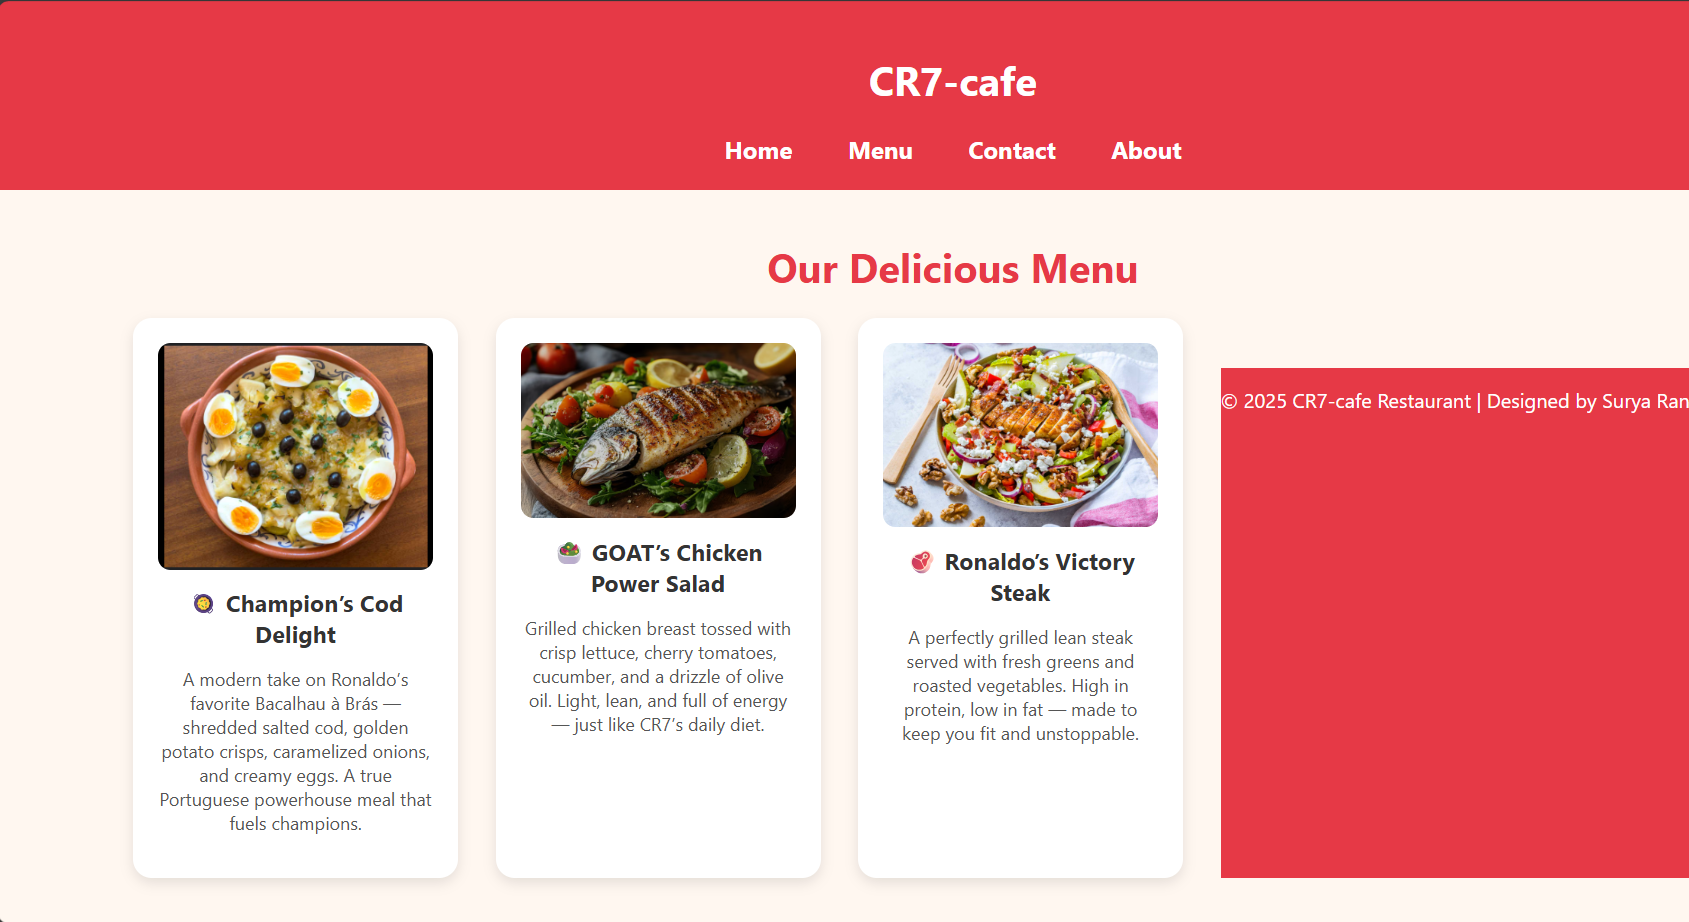 CR7-cafe
Home Menu Contact About
Our Delicious Menu
🥘 Champion’s Cod
Delight
A modern take on Ronaldo’s
favorite Bacalhau à Brás —
shredded salted cod, golden
potato crisps, caramelized onions,
and creamy eggs. A true
Portuguese powerhouse meal that
fuels champions.
🥗 GOAT’s Chicken
Power Salad
Grilled chicken breast tossed with
crisp lettuce, cherry tomatoes,
cucumber, and a drizzle of olive
oil. Light, lean, and full of energy
— just like CR7’s daily diet.
🥩 Ronaldo’s Victory
Steak
A perfectly grilled lean steak
served with fresh greens and
roasted vegetables. High in
protein, low in fat — made to
keep you fit and unstoppable.
© 2025 CR7-cafe Restaurant | Designed by Surya Ran